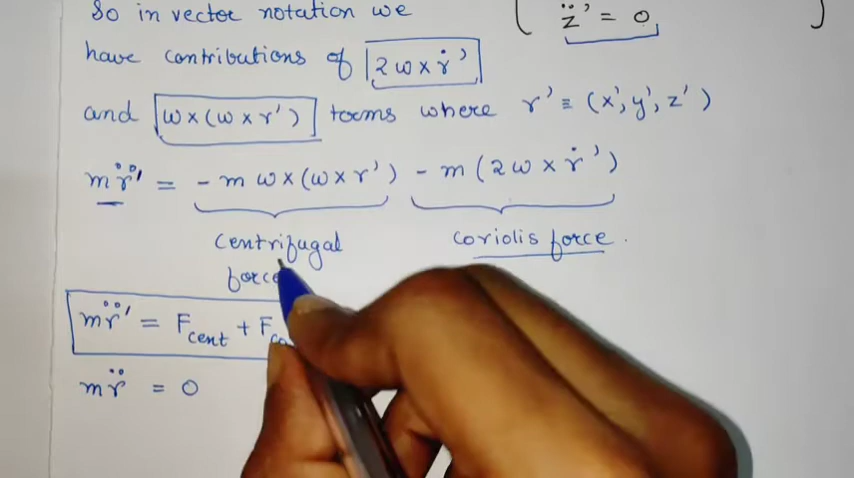 So in vector notation we
( z̈' = 0 )
have contributions of 2ω × ṙ'
and ω×(ω×r') terms where r' ≡ (x', y', z')
mr̈' = - m ω×(ω×r') - m(2ω × ṙ')
centrifugal coriolis force.
force
mr̈' = F_cent + F
mr̈ = 0